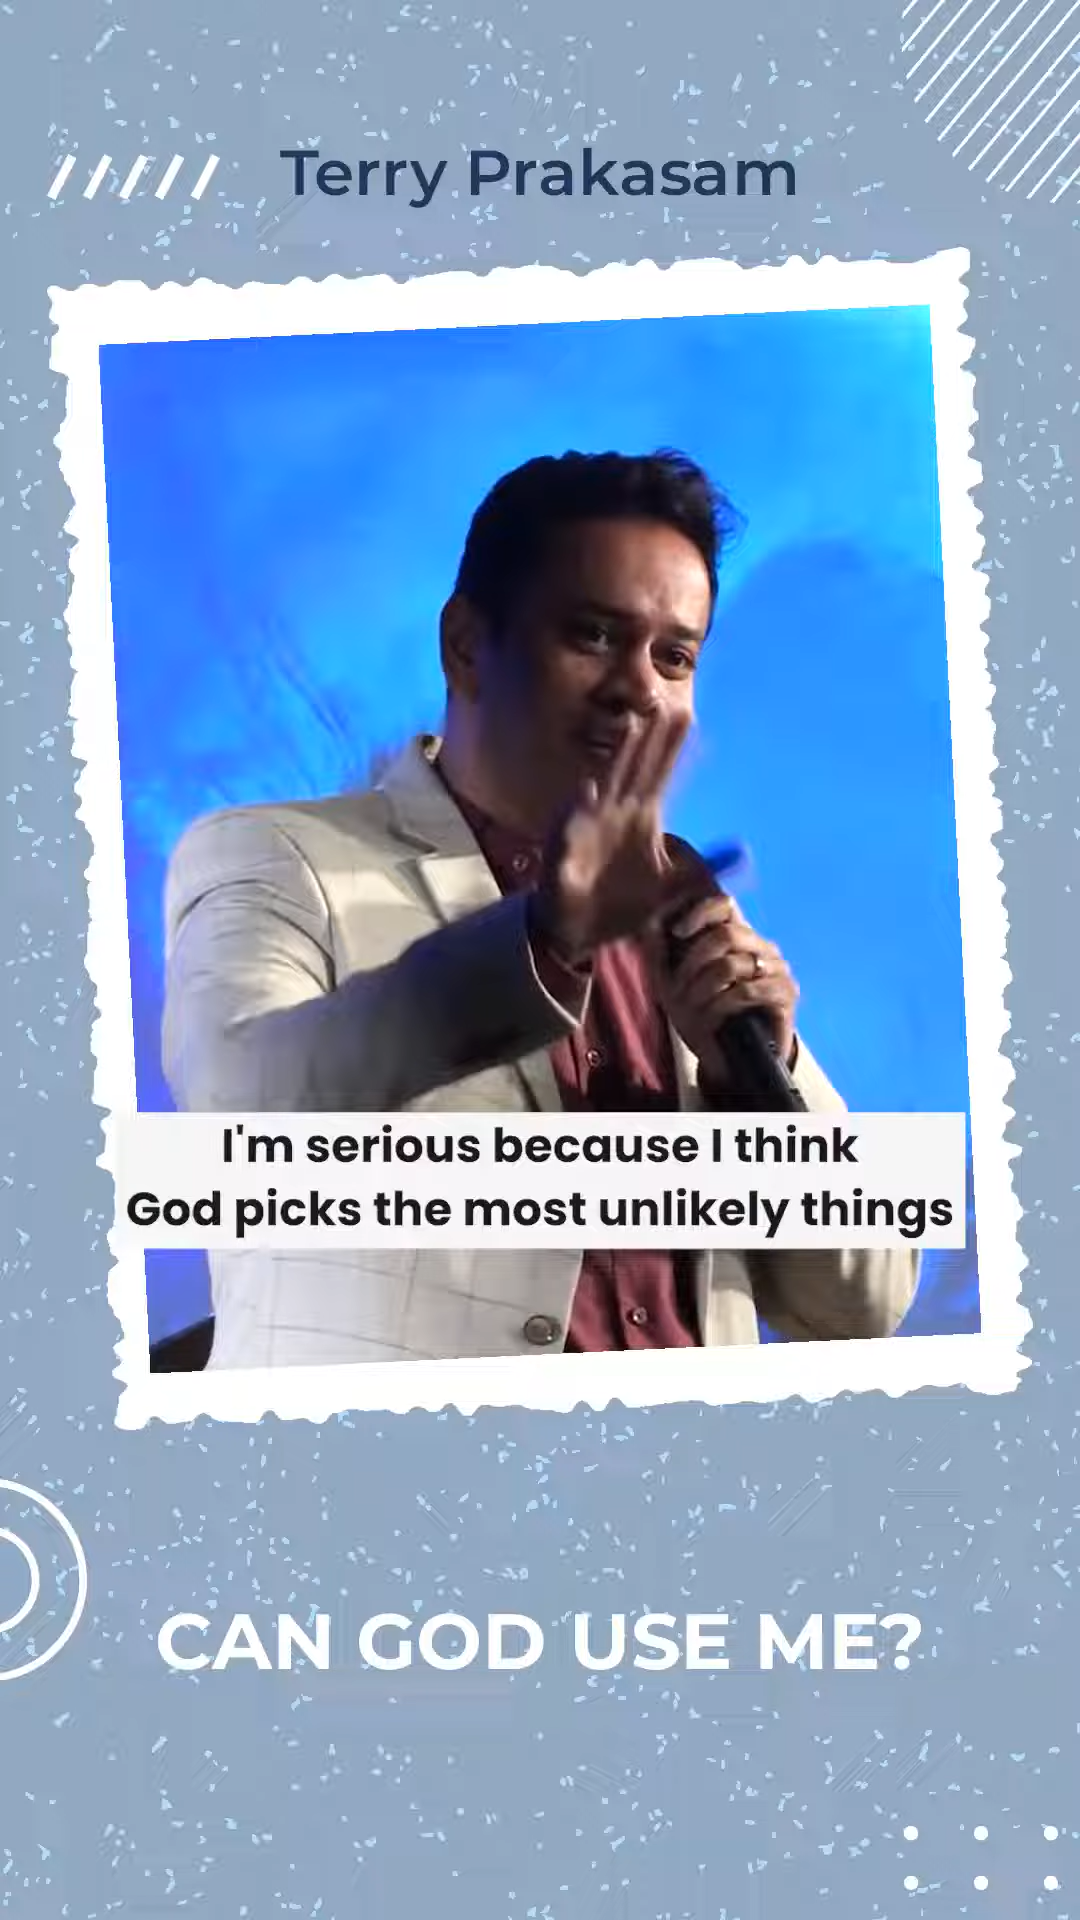 Terry Prakasam
I'm serious because I think
God picks the most unlikely things
CAN GOD USE ME?